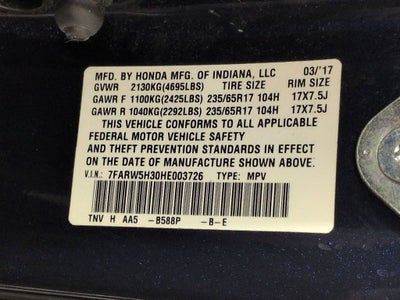 MFD. BY HONDA MFG. OF INDIANA, LLC 03/'17
GVWR 2130KG(4695LBS) TIRE SIZE RIM SIZE
GAWR F 1100KG(2425LBS) 235/65R17 104H 17X7.5J
GAWR R 1040KG(2292LBS) 235/65R17 104H 17X7.5J
THIS VEHICLE CONFORMS TO ALL APPLICABLE
FEDERAL MOTOR VEHICLE SAFETY
AND THEFT PREVENTION STANDARDS IN EFFECT
ON THE DATE OF MANUFACTURE SHOWN ABOVE.
V.I.N.: 7FARW5H30HE003726 TYPE: MPV
TNV H AA5 -B588P -B-E